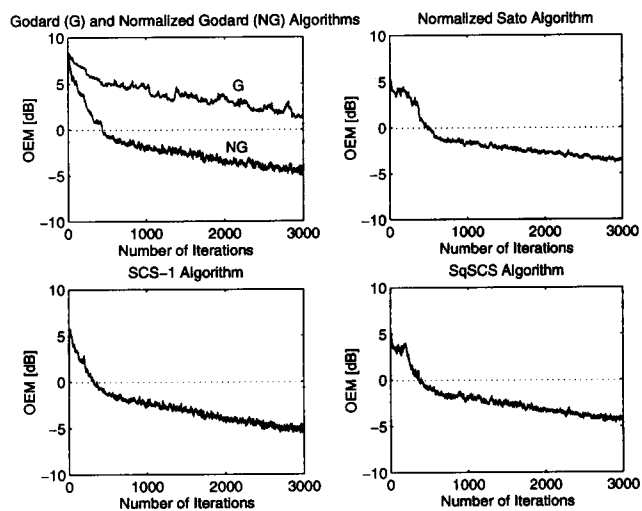 Godard (G) and Normalized Godard (NG) Algorithms
10
5
0
−5
−10
OEM [dB]
G
NG
0 1000 2000 3000
Number of Iterations
Normalized Sato Algorithm
10
5
0
−5
−10
OEM [dB]
0 1000 2000 3000
Number of Iterations
SCS−1 Algorithm
10
5
0
−5
−10
OEM [dB]
0 1000 2000 3000
Number of Iterations
SqSCS Algorithm
10
5
0
−5
−10
OEM [dB]
0 1000 2000 3000
Number of Iterations